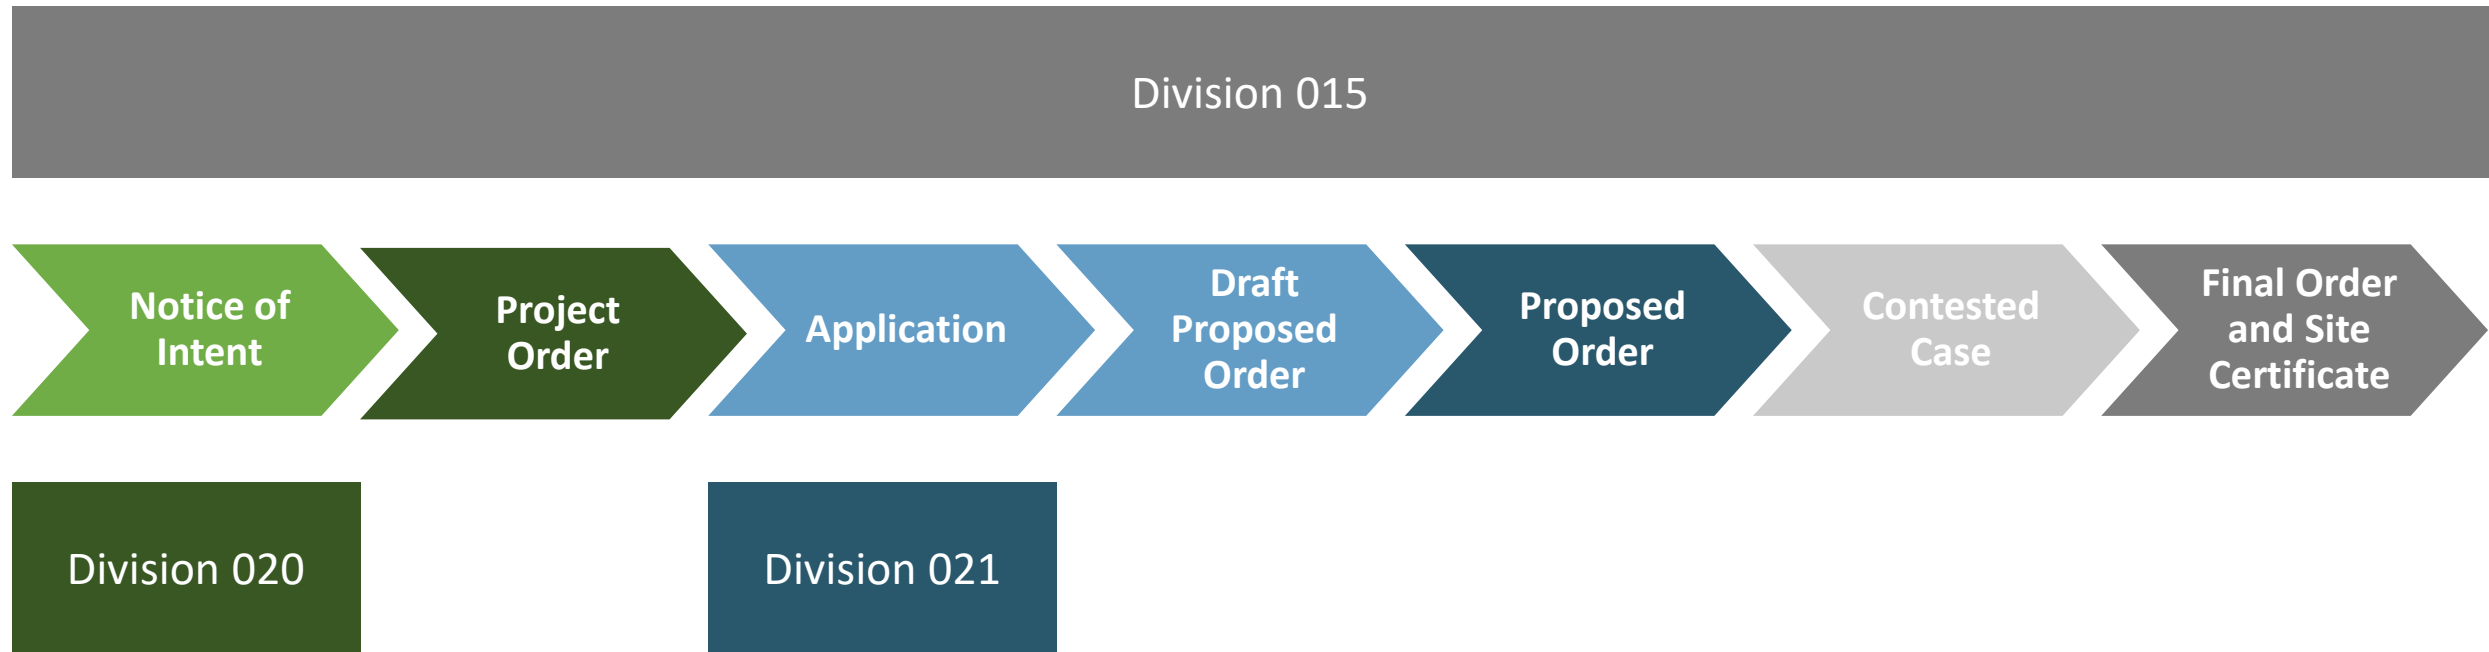 Division 015
Notice of
Intent
Project
Order
Application
Draft
Proposed
Order
Proposed
Order
Contested
Case
Final Order
and Site
Certificate
Division 020
Division 021